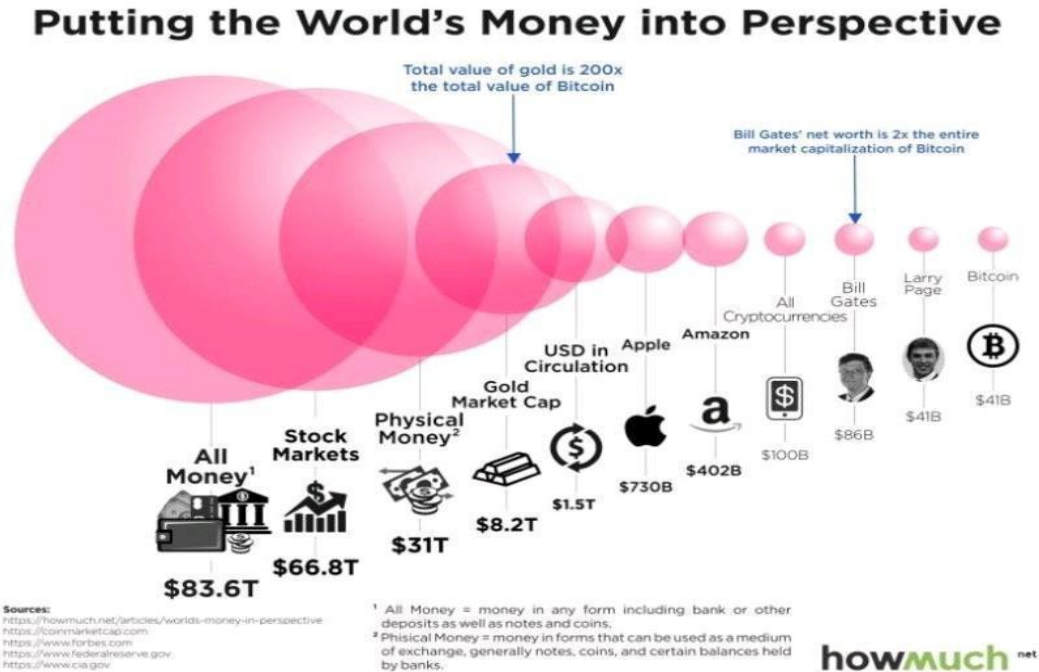 Putting the World's Money into Perspective
Total value of gold is 200x
the total value of Bitcoin
Bill Gates' net worth is 2x the entire
market capitalization of Bitcoin
All
Money¹
$83.6T
Stock
Markets
$66.8T
Physical
Money²
$31T
Gold
Market Cap
$8.2T
USD in
Circulation
$1.5T
Apple
$730B
Amazon
a
$402B
All
Cryptocurrencies
$100B
Bill
Gates
$86B
Larry
Page
$41B
Bitcoin
$41B
Sources:
https://howmuch.net/articles/worlds-money-in-perspective
https://coinmarketcap.com
https://www.forbes.com
https://www.federalreserve.gov
https://www.cia.gov
¹ All Money = money in any form including bank or other
deposits as well as notes and coins.
² Phisical Money = money in forms that can be used as a medium
of exchange, generally notes, coins, and certain balances held
by banks.
howmuch net